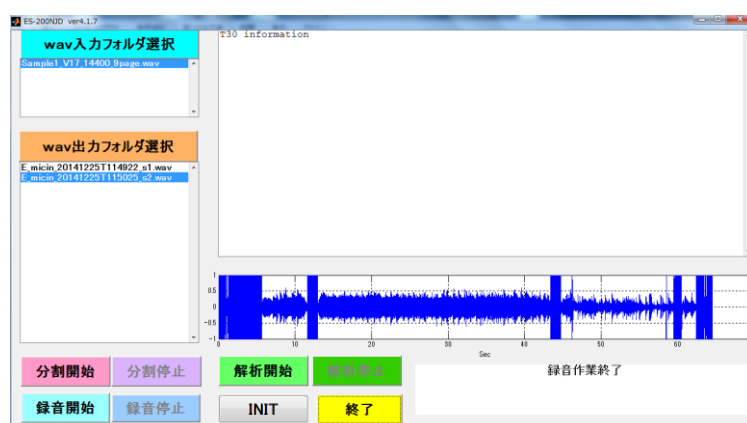 ES-200NJD ver4.1.7
wav入力フォルダ選択
Sample1_V17_14400_9page.wav
wav出力フォルダ選択
E_micin_20141225T114922_s1.wav
E_micin_20141225T115025_s2.wav
T30 information
1
0.5
0
-0.5
-1
0 10 20 30 40 50 60
Sec
分割開始
分割停止
解析開始
解析停止
録音作業終了
録音開始
録音停止
INIT
終了